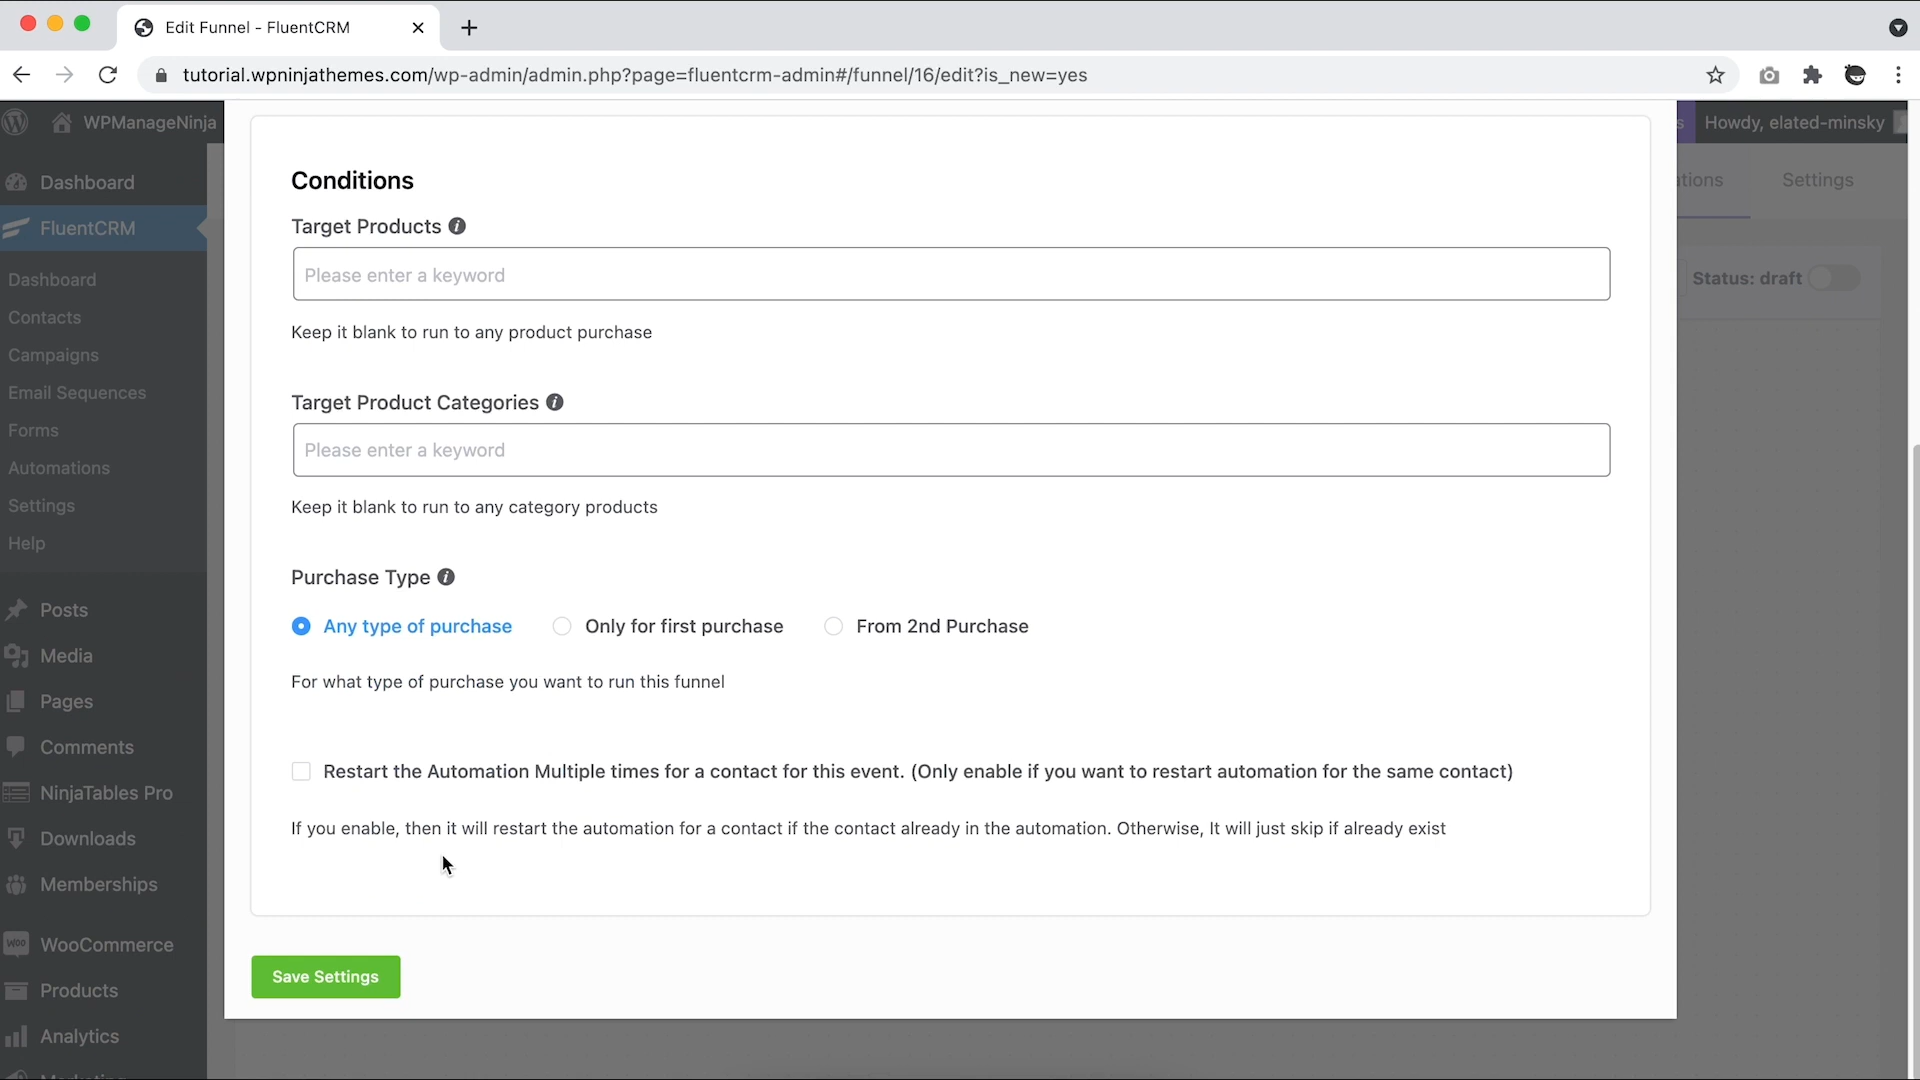 Edit Funnel - FluentCRM
tutorial.wpninjathemes.com/wp-admin/admin.php?page=fluentcrm-admin#/funnel/16/edit?is_new=yes
WPManageNinja
s
Howdy, elated-minsky
Dashboard
FluentCRM
Dashboard
Contacts
Campaigns
Email Sequences
Forms
Automations
Settings
Help
Posts
Media
Pages
Comments
NinjaTables Pro
Downloads
Memberships
WooCommerce
Products
Analytics
Conditions
Target Products
Please enter a keyword
Keep it blank to run to any product purchase
Target Product Categories
Please enter a keyword
Keep it blank to run to any category products
Purchase Type
Any type of purchase Only for first purchase From 2nd Purchase
For what type of purchase you want to run this funnel
Restart the Automation Multiple times for a contact for this event. (Only enable if you want to restart automation for the same contact)
If you enable, then it will restart the automation for a contact if the contact already in the automation. Otherwise, It will just skip if already exist
Save Settings
ations Settings
Status: draft